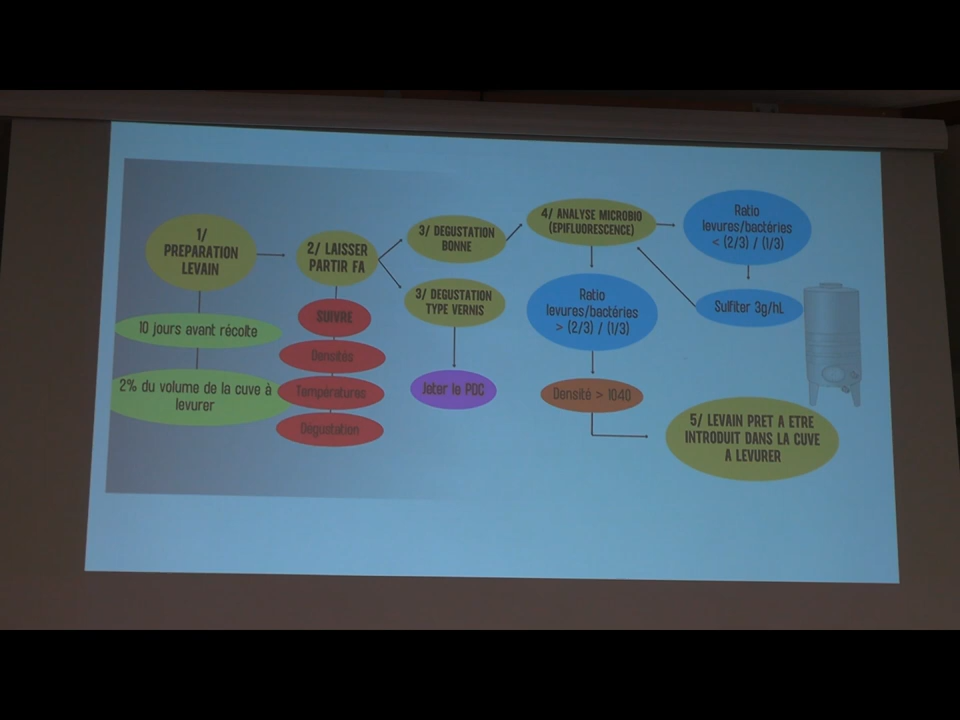 1/
PREPARATION
LEVAIN
10 jours avant récolte
2% du volume de la cuve à
levurer
2/ LAISSER
PARTIR FA
SUIVRE
Densités
Températures
Dégustation
3/ DEGUSTATION
BONNE
3/ DEGUSTATION
TYPE VERNIS
Jeter le PDC
4/ ANALYSE MICROBIO
(EPIFLUORESCENCE)
Ratio
levures/bactéries
> (2/3) / (1/3)
Densité > 1040
Ratio
levures/bactéries
< (2/3) / (1/3)
Sulfiter 3g/hL
5/ LEVAIN PRET A ETRE
INTRODUIT DANS LA CUVE
A LEVURER